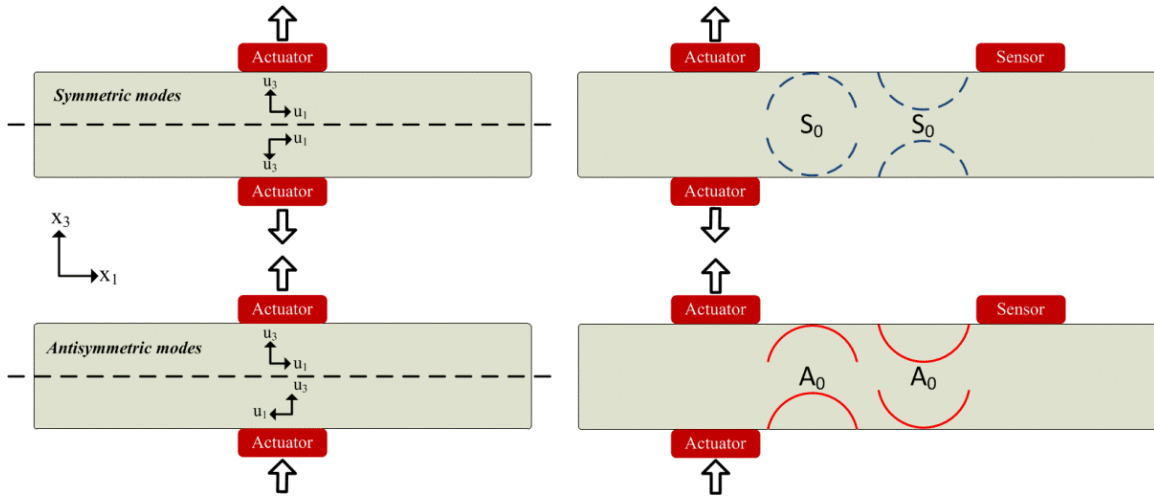 Actuator
Symmetric modes
u3
u1
u1
u3
Actuator
x3
x1
Actuator
S0
S0
Sensor
Actuator
Actuator
Antisymmetric modes
u3
u1
u3
u1
Actuator
Actuator
A0
A0
Sensor
Actuator